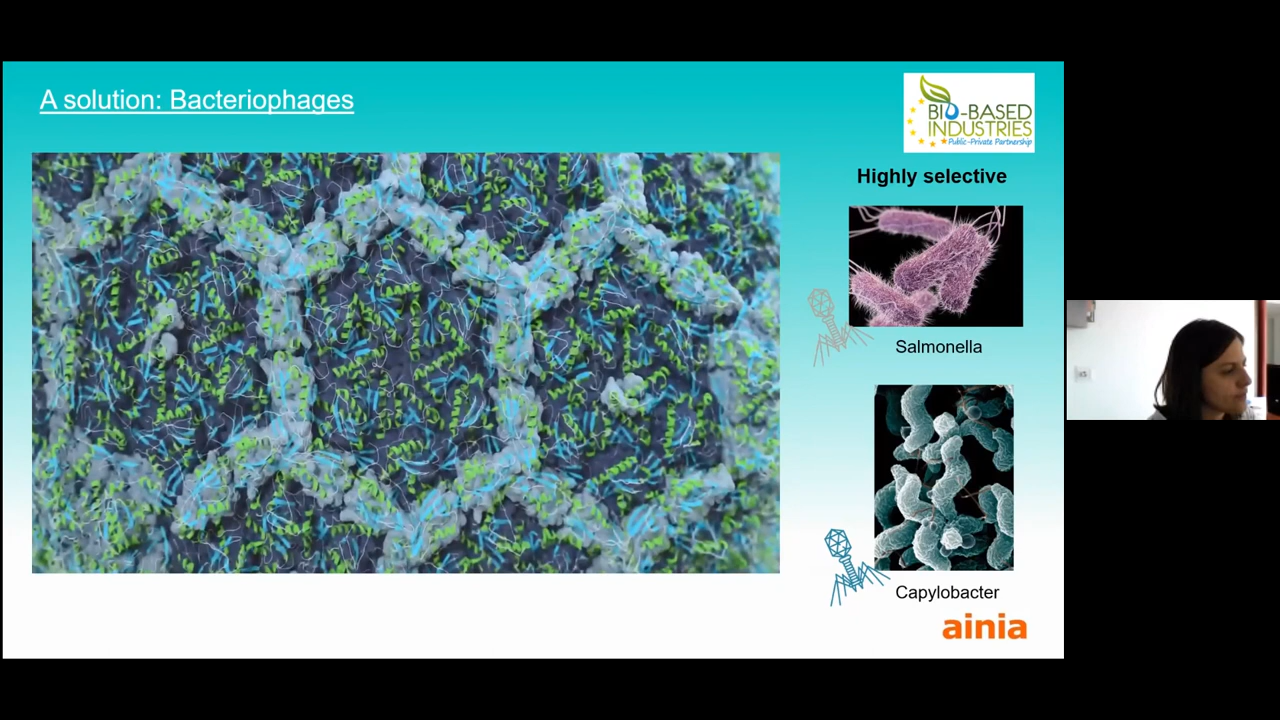 A solution: Bacteriophages
BIO-BASED
INDUSTRIES
Public-Private Partnership
Highly selective
Salmonella
Capylobacter
ainia